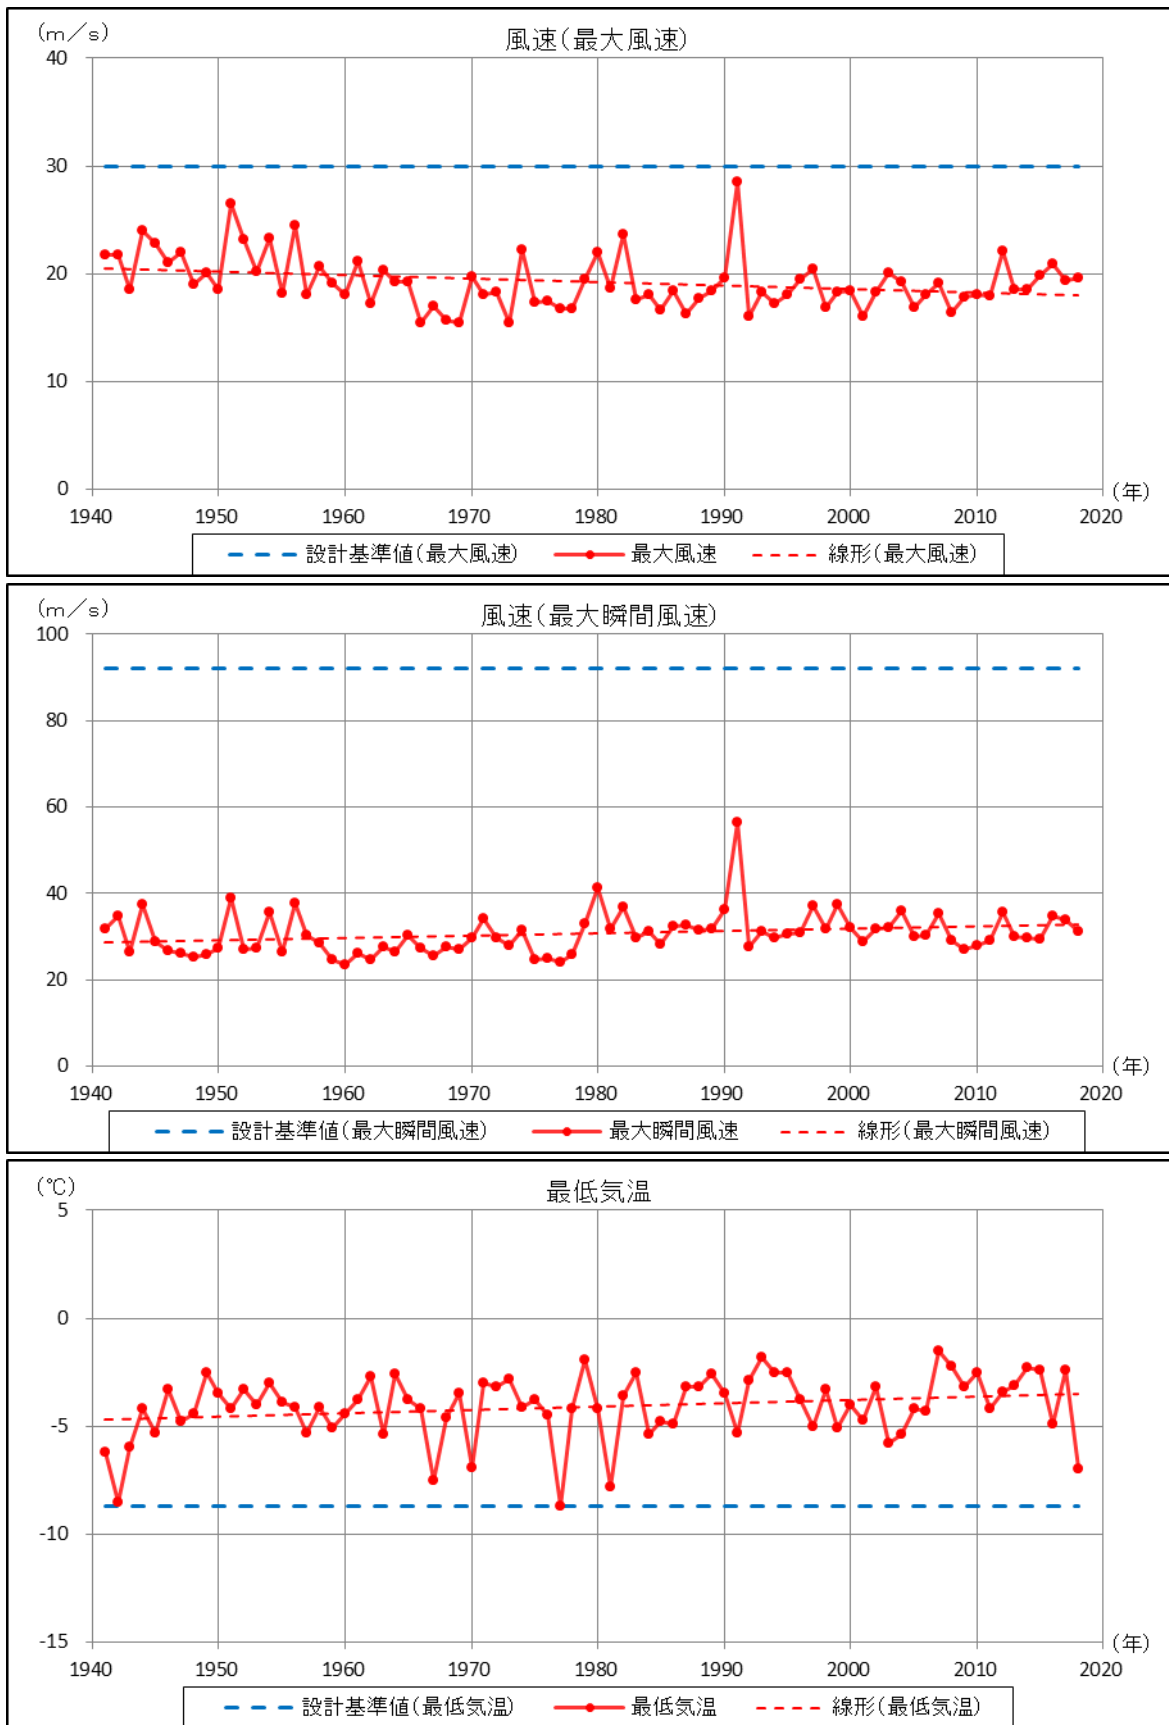 (m/s)
風速(最大風速)
40
30
20
10
0
1940 1950 1960 1970 1980 1990 2000 2010 2020
(年)
設計基準値(最大風速) 最大風速 線形(最大風速)
(m/s)
風速(最大瞬間風速)
100
80
60
40
20
0
1940 1950 1960 1970 1980 1990 2000 2010 2020
(年)
設計基準値(最大瞬間風速) 最大瞬間風速 線形(最大瞬間風速)
(℃)
最低気温
5
0
-5
-10
-15
1940 1950 1960 1970 1980 1990 2000 2010 2020
(年)
設計基準値(最低気温) 最低気温 線形(最低気温)